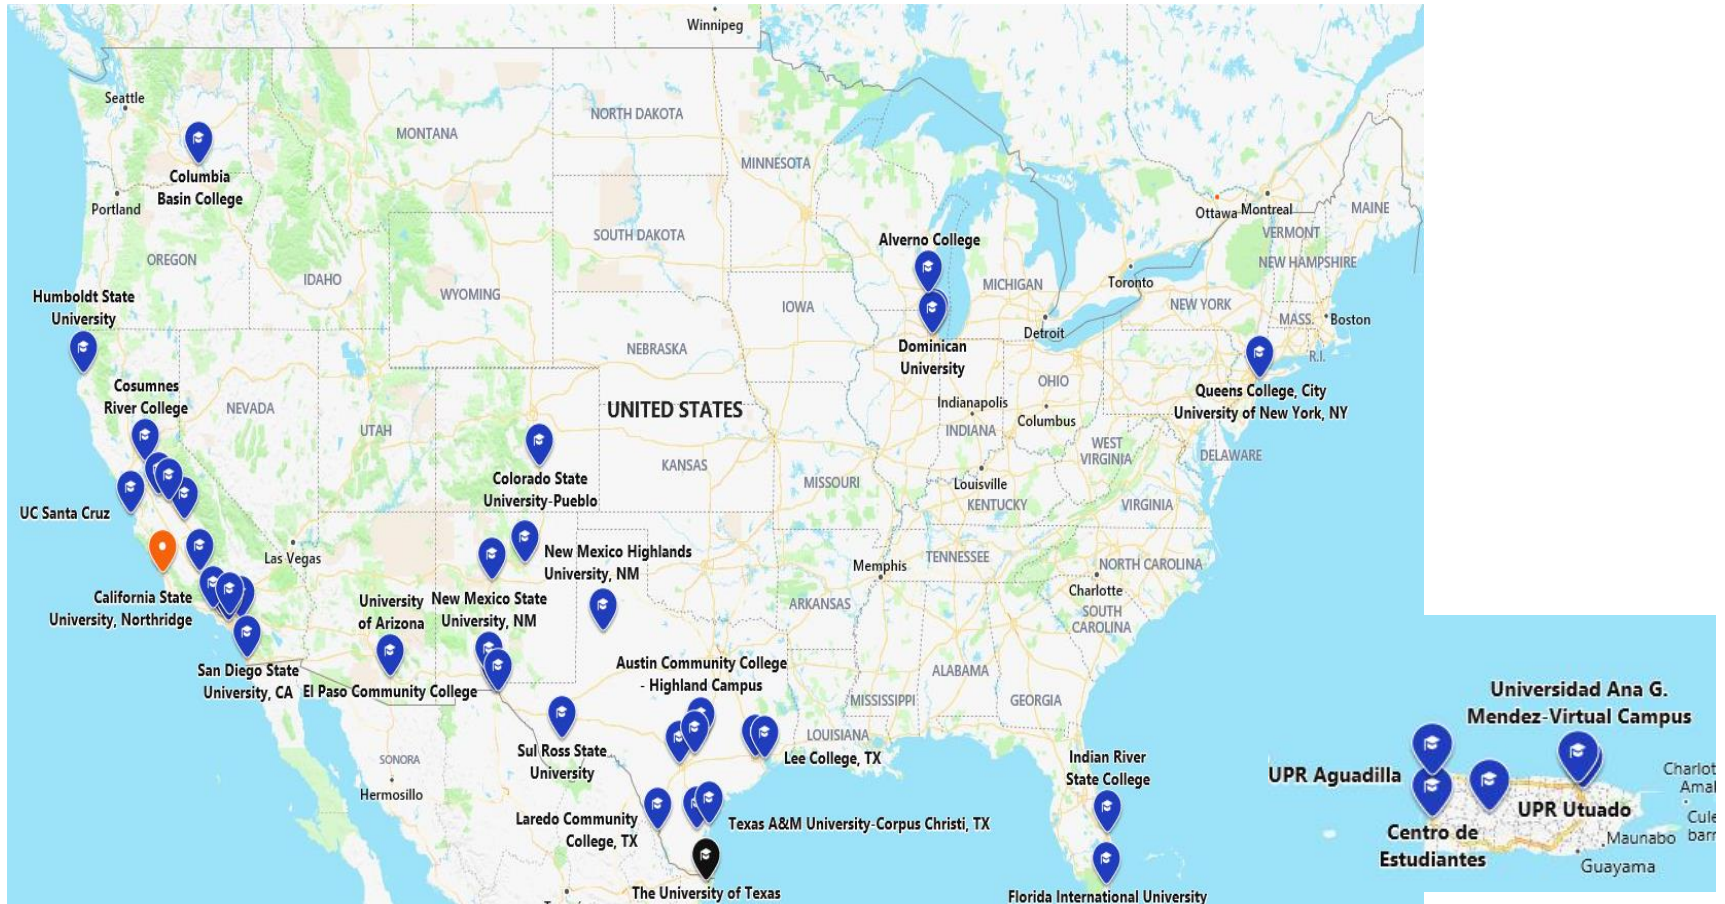 Winnipeg
Seattle
NORTH DAKOTA
MONTANA
MINNESOTA
Columbia
Basin College
Portland
Ottawa
Montreal
MAINE
VERMONT
SOUTH DAKOTA
Alverno College
OREGON
NEW HAMPSHIRE
IDAHO
Toronto
MICHIGAN
WYOMING
Humboldt State
University
IOWA
NEW YORK
MASS.
Boston
Detroit
NEBRASKA
Dominican
University
R.I.
Cosumnes
River College
OHIO
Queens College, City
University of New York, NY
NEVADA
UNITED STATES
Indianapolis
Columbus
UTAH
INDIANA
WEST
VIRGINIA
DELAWARE
KANSAS
Colorado State
University-Pueblo
MISSOURI
Louisville
KENTUCKY
VIRGINIA
UC Santa Cruz
Las Vegas
New Mexico Highlands
University, NM
TENNESSEE
Memphis
NORTH CAROLINA
Charlotte
California State
University, Northridge
University
of Arizona
New Mexico State
University, NM
ARKANSAS
SOUTH
CAROLINA
San Diego State
University, CA
El Paso Community College
Austin Community College
- Highland Campus
ALABAMA
MISSISSIPPI
GEORGIA
LOUISIANA
Sul Ross State
University
SONORA
Lee College, TX
Indian River
State College
Hermosillo
Laredo Community
College, TX
Texas A&M University-Corpus Christi, TX
The University of Texas
Florida International University
Universidad Ana G.
Mendez-Virtual Campus
UPR Aguadilla
Charlot
Amal
UPR Utuado
Cule
barr
Centro de
Estudiantes
Maunabo
Guayama